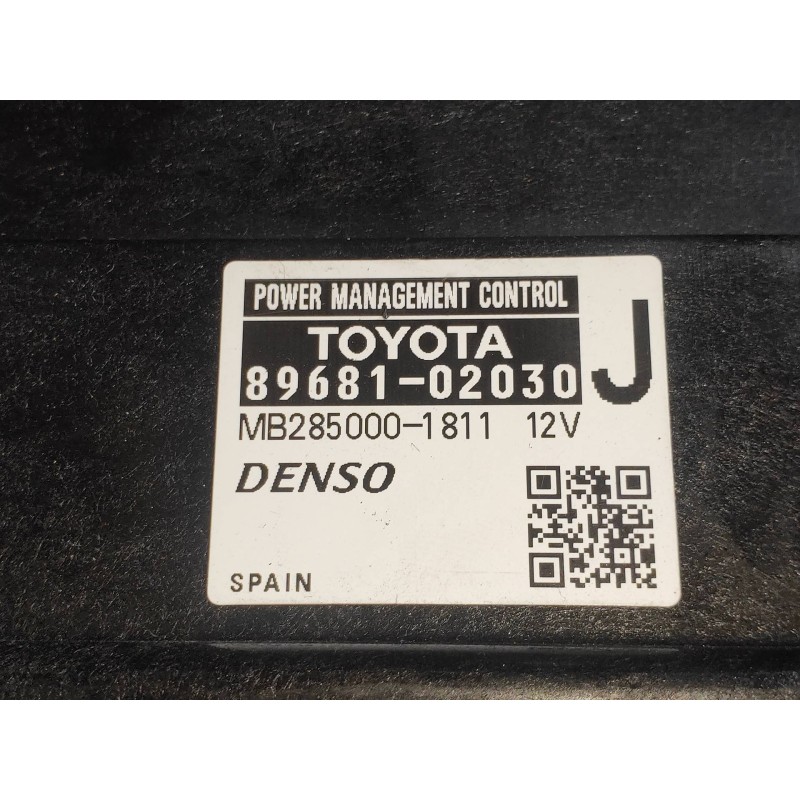 POWER MANAGEMENT CONTROL
TOYOTA
89681-02030
J
MB285000-1811 12V
DENSO
SPAIN